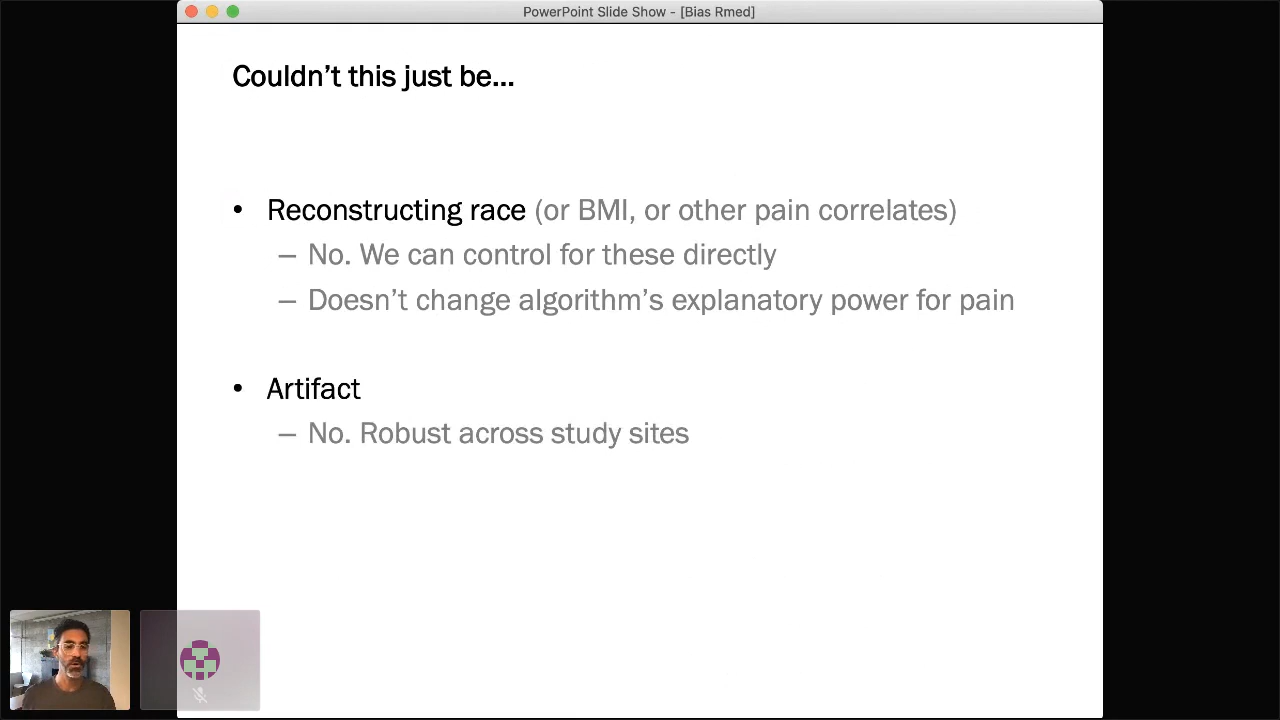 PowerPoint Slide Show - [Bias Rmed]
Couldn’t this just be...
• Reconstructing race (or BMI, or other pain correlates)
– No. We can control for these directly
– Doesn’t change algorithm’s explanatory power for pain
• Artifact
– No. Robust across study sites